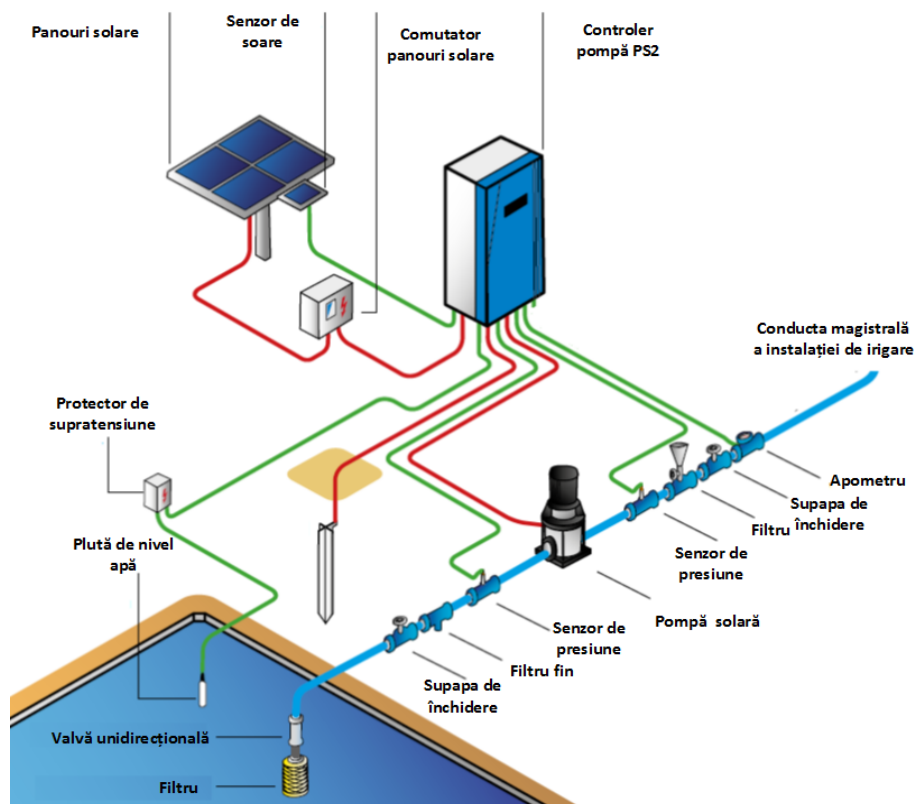 Panouri solare
Senzor de
soare
Comutator
panouri solare
Controler
pompă PS2
Conducta magistrală
a instalației de irigare
Protector de
supratensiune
Apometru
Supapa de
închidere
Filtru
Senzor de
presiune
Plută de nivel
apă
Pompă solară
Senzor de
presiune
Filtru fin
Supapa de
închidere
Valvă unidirecțională
Filtru